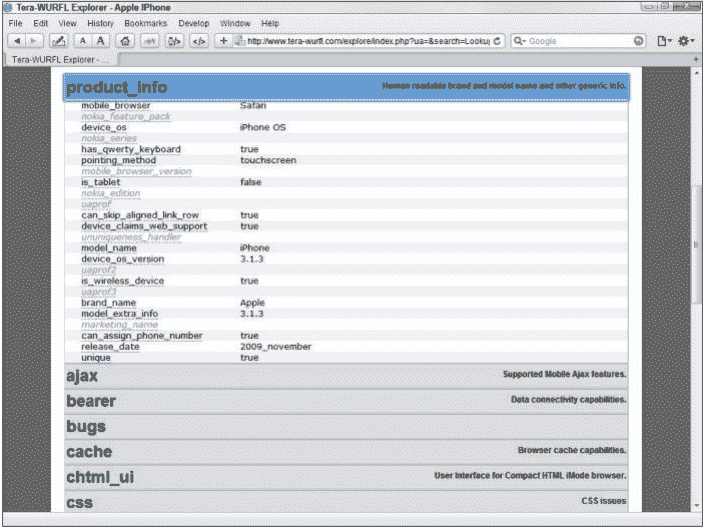 Tera-WURFL Explorer - Apple iPhone
File Edit View History Bookmarks Develop Window Help
A A http://www.tera-wurfl.com/explore/index.php?ua=&search=Looku Google
Tera-WURFL Explorer - ...
product_info Human readable brand and model name and other generic info.
mobile_browser Safari
nokia_feature_pack
device_os iPhone OS
nokia_series
has_qwerty_keyboard true
pointing_method touchscreen
mobile_browser_version
is_tablet false
nokia_edition
uaprof
can_skip_aligned_link_row true
device_claims_web_support true
ununiqueness_handler
model_name iPhone
device_os_version 3.1.3
uaprof2
is_wireless_device true
uaprof3
brand_name Apple
model_extra_info 3.1.3
marketing_name
can_assign_phone_number true
release_date 2009_november
unique true
ajax Supported Mobile Ajax features.
bearer Data connectivity capabilities.
bugs
cache Browser cache capabilities.
chtml_ui User Interface for Compact HTML iMode browser.
css CSS issues